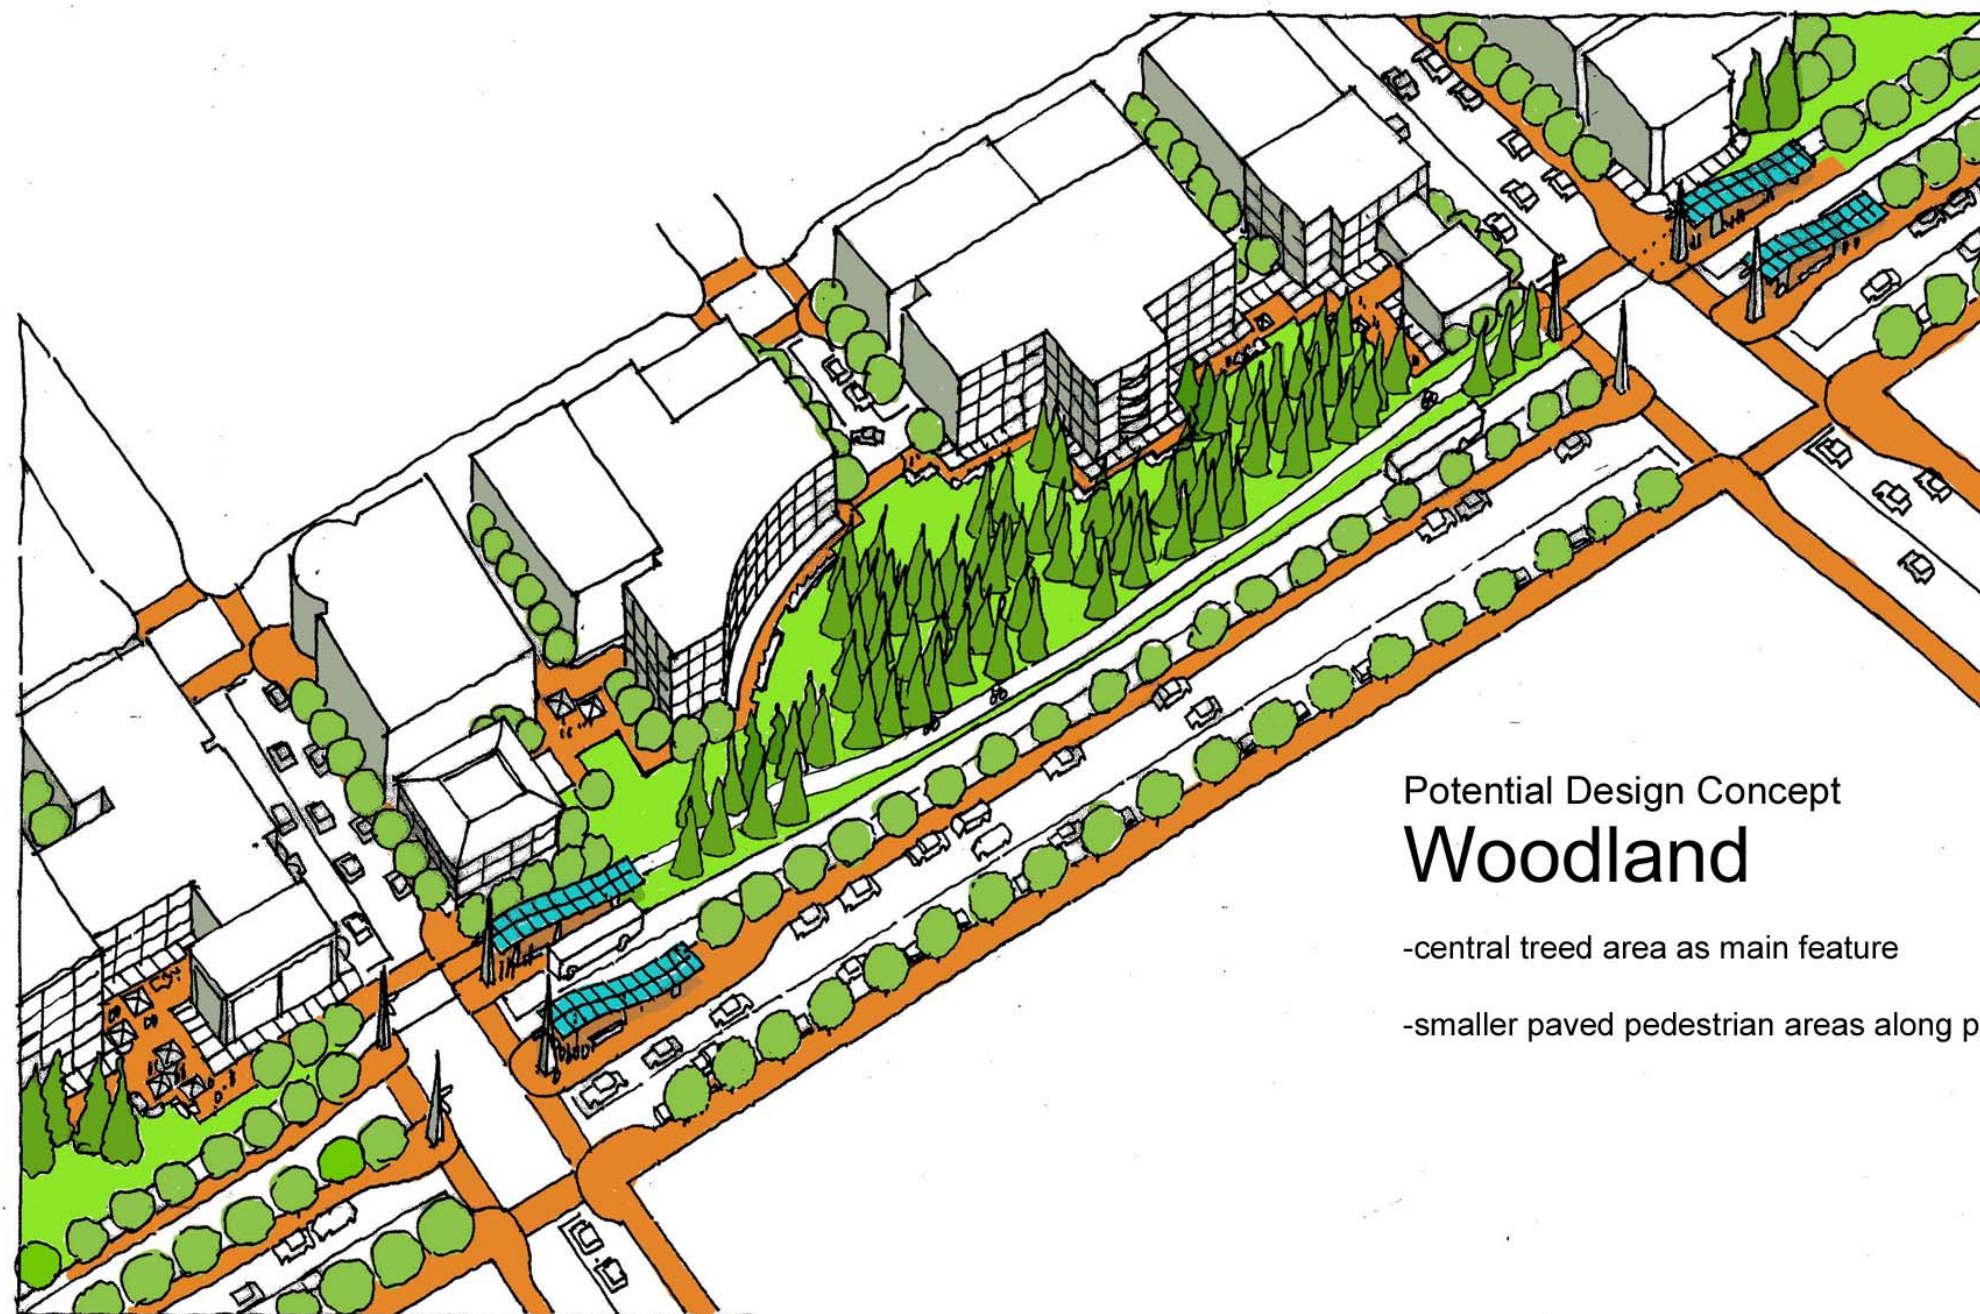 Potential Design Concept
Woodland
-central treed area as main feature
-smaller paved pedestrian areas along